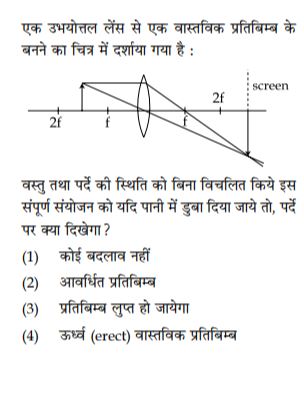 एक उभयोत्तल लेंस से एक वास्तविक प्रतिबिम्ब के
बनने का चित्र में दर्शाया गया है :
screen
2f
2f
f
f
वस्तु तथा पर्दे की स्थिति को बिना विचलित किये इस
संपूर्ण संयोजन को यदि पानी में डुबा दिया जाये तो, पर्दे
पर क्या दिखेगा ?
(1) कोई बदलाव नहीं
(2) आवर्धित प्रतिबिम्ब
(3) प्रतिबिम्ब लुप्त हो जायेगा
(4) ऊर्ध्व (erect) वास्तविक प्रतिबिम्ब